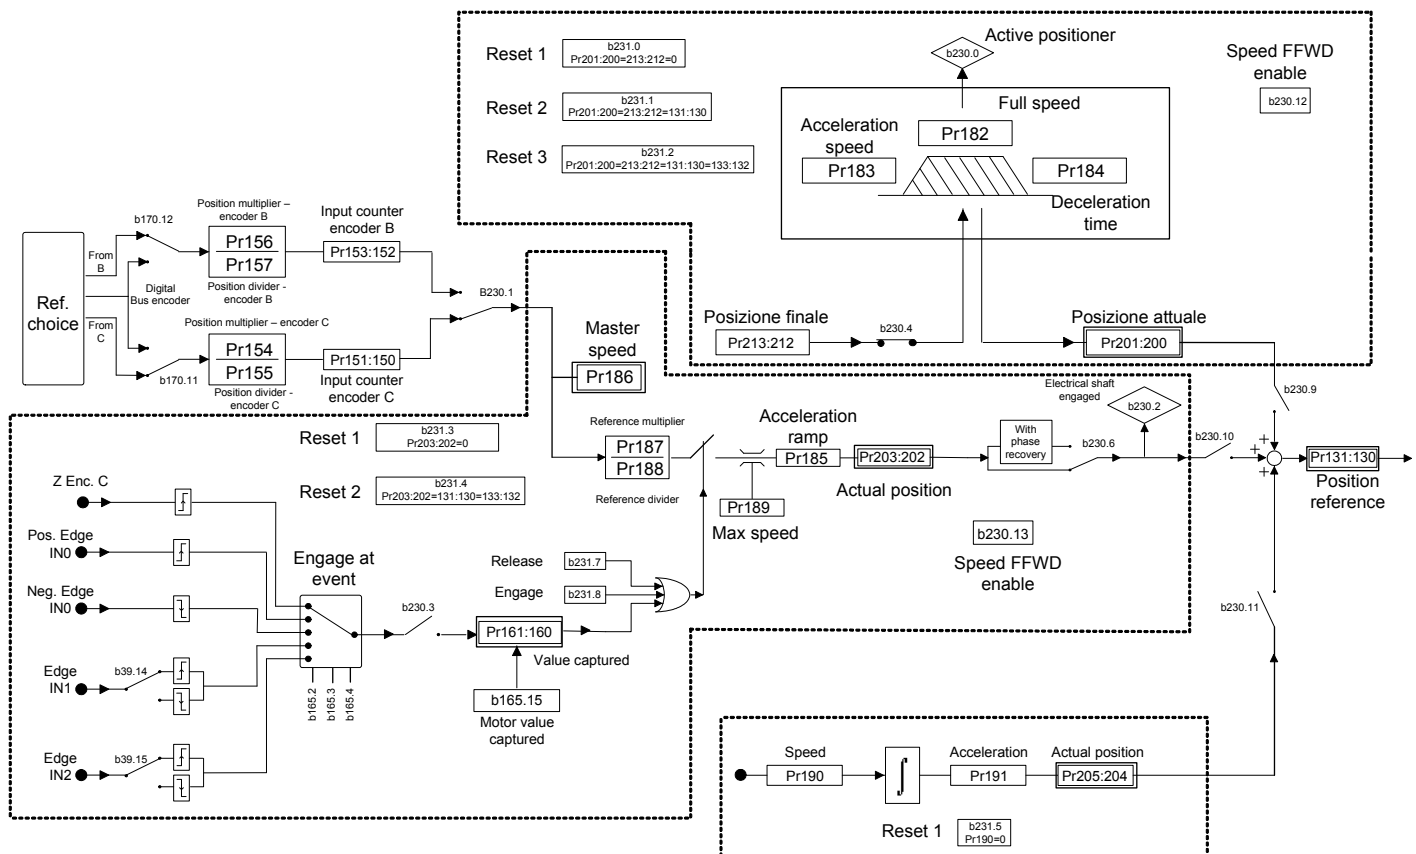 Reset 1
b231.0
Pr201:200=213:212=0
Reset 2
b231.1
Pr201:200=213:212=131:130
Reset 3
b231.2
Pr201:200=213:212=131:130=133:132
b230.0
Active positioner
Speed FFWD
enable
b230.12
Full speed
Pr182
Acceleration
speed
Pr183
Pr184
Deceleration
time
Posizione finale
Pr213:212
b230.4
Posizione attuale
Pr201:200
b230.9
Ref.
choice
From
B
From
C
b170.12
Digital
Bus encoder
b170.11
Position multiplier –
encoder B
Pr156
Pr157
Position divider -
encoder B
Input counter
encoder B
Pr153:152
Position multiplier – encoder C
Pr154
Pr155
Position divider -
encoder C
Pr151:150
Input counter
encoder C
B230.1
Master
speed
Pr186
Reset 1
b231.3
Pr203:202=0
Reset 2
b231.4
Pr203:202=131:130=133:132
Reference multiplier
Pr187
Pr188
Reference divider
Acceleration
ramp
Pr185
Pr189
Max speed
Pr203:202
Actual position
With
phase
recovery
b230.6
Electrical shaft
engaged
b230.2
b230.10
b230.13
Speed FFWD
enable
+
+
+
Pr131:130
Position
reference
b230.11
Z Enc. C
Pos. Edge
IN0
Neg. Edge
IN0
Edge
IN1
b39.14
Edge
IN2
b39.15
Engage at
event
b165.2
b165.3
b165.4
b230.3
Pr161:160
Value captured
b165.15
Motor value
captured
Release
b231.7
Engage
b231.8
Speed
Pr190
∫
Acceleration
Pr191
Actual position
Pr205:204
Reset 1
b231.5
Pr190=0